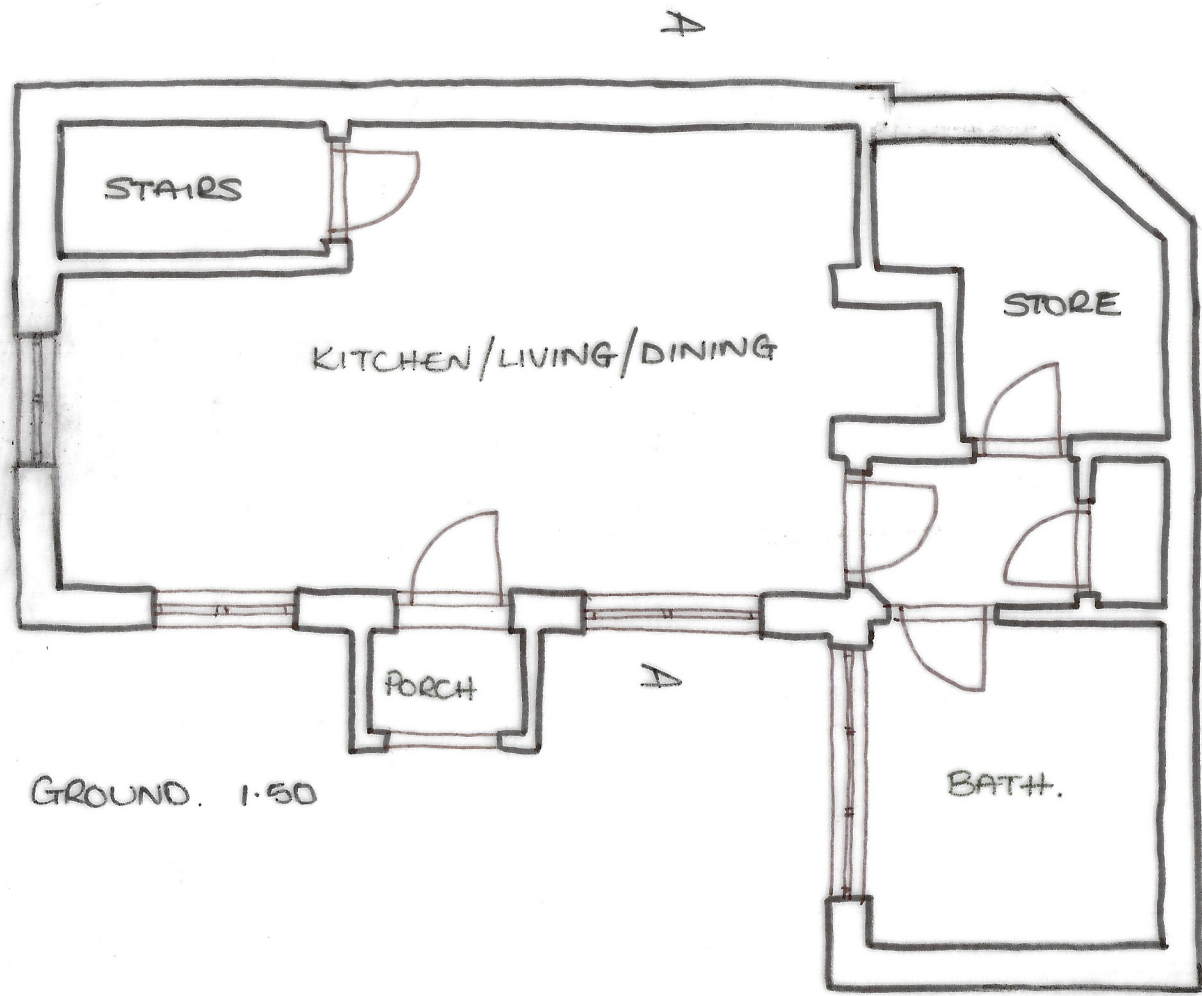 D
STAIRS
STORE
KITCHEN/LIVING/DINING
D
PORCH
BATH.
GROUND. 1.50